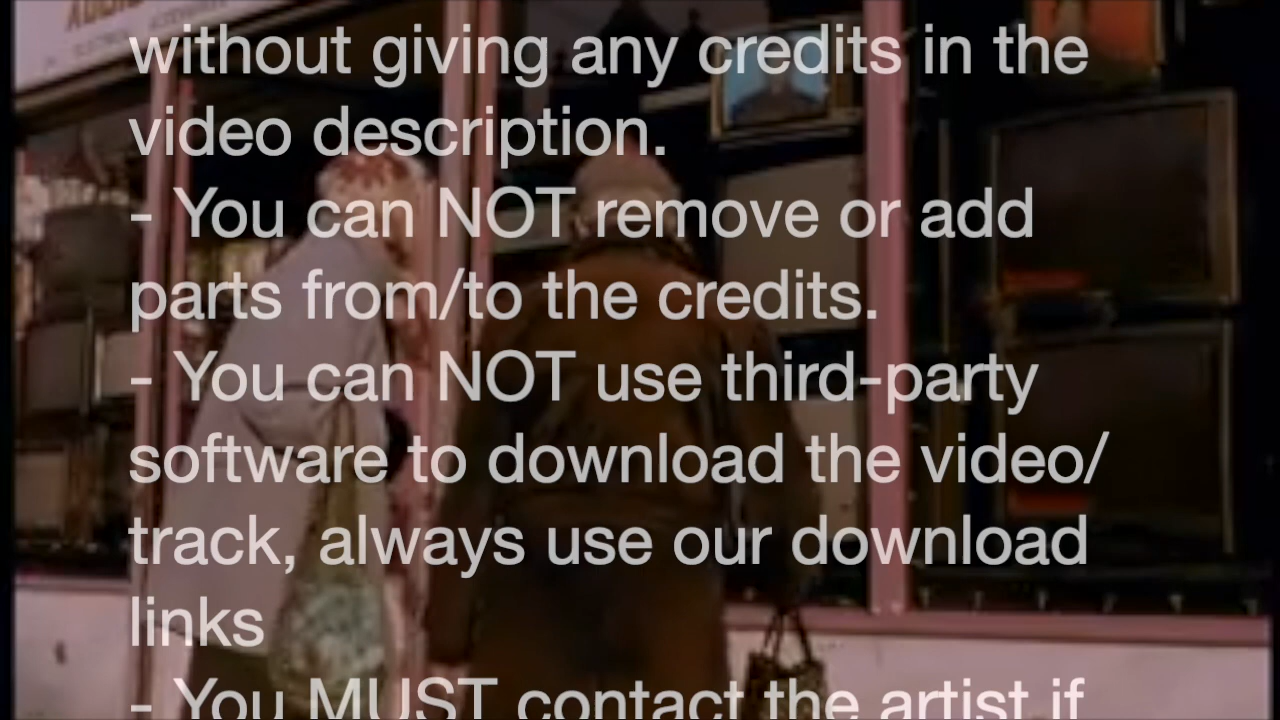 without giving any credits in the
video description.
- You can NOT remove or add
parts from/to the credits.
- You can NOT use third-party
software to download the video/
track, always use our download
links
- You MUST contact the artist if